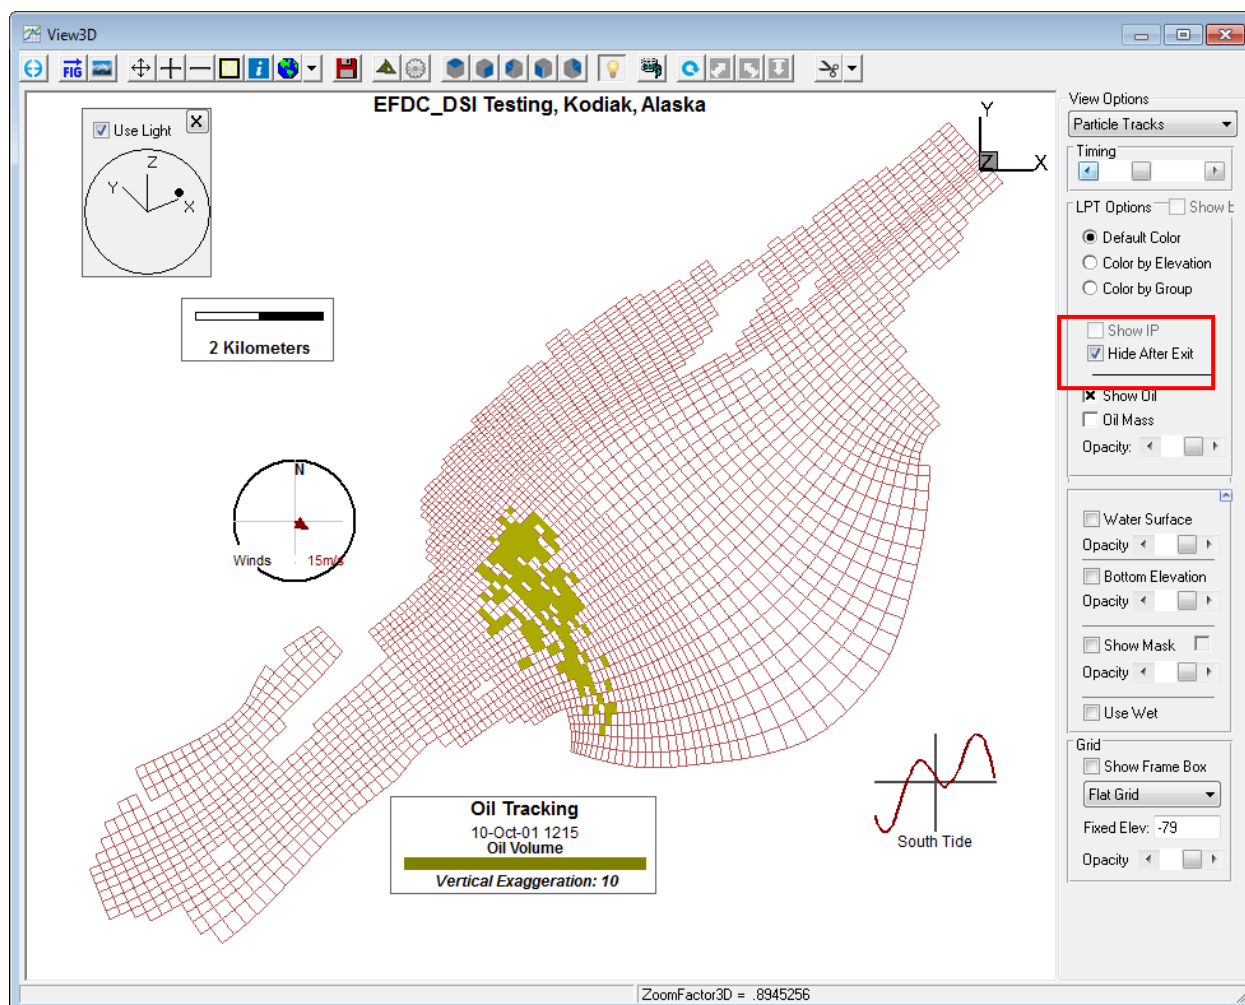 View3D
FIG
i
EFDC_DSI Testing, Kodiak, Alaska
Use Light
X
Z
Y
X
Y
Z
X
2 Kilometers
N
Winds 15m/s
Oil Tracking
10-Oct-01 1215
Oil Volume
Vertical Exaggeration: 10
South Tide
View Options
Particle Tracks
Timing
LPT Options Show b
Default Color
Color by Elevation
Color by Group
Show IP
Hide After Exit
Show Oil
Oil Mass
Opacity:
Water Surface
Opacity
Bottom Elevation
Opacity
Show Mask
Opacity
Use Wet
Grid
Show Frame Box
Flat Grid
Fixed Elev: -79
Opacity
ZoomFactor3D = .8945256